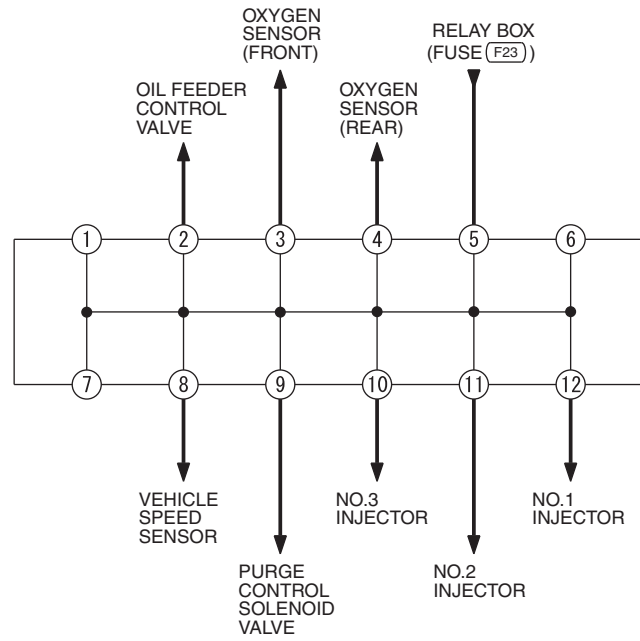 OXYGEN
SENSOR
(FRONT)
RELAY BOX
(FUSE F23 )
OIL FEEDER
CONTROL
VALVE
OXYGEN
SENSOR
(REAR)
1 2 3 4 5 6
7 8 9 10 11 12
VEHICLE
SPEED
SENSOR
NO.3
INJECTOR
NO.1
INJECTOR
PURGE
CONTROL
SOLENOID
VALVE
NO.2
INJECTOR